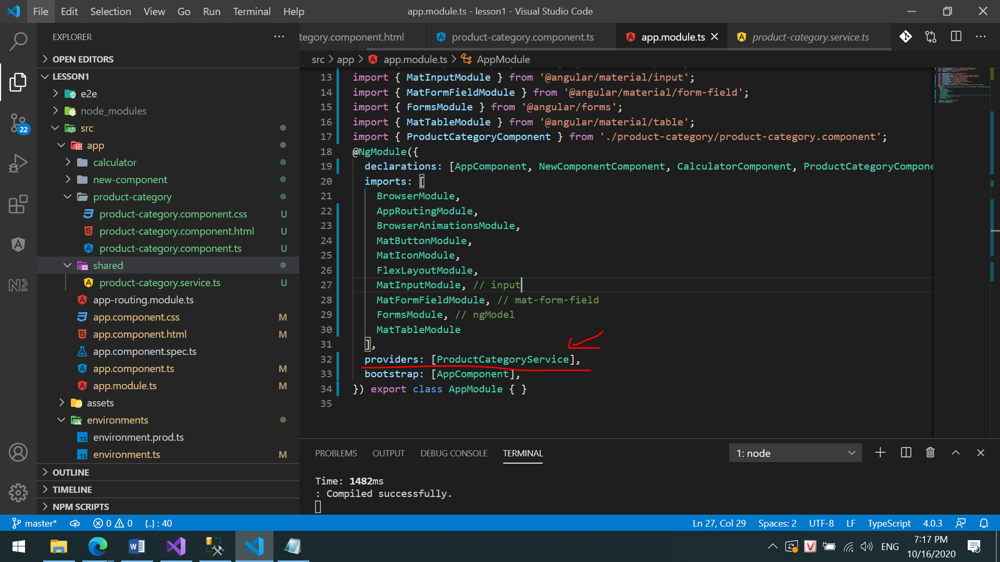 File Edit Selection View Go Run Terminal Help
app.module.ts - lesson1 - Visual Studio Code
EXPLORER
OPEN EDITORS
LESSON1
e2e
node_modules
src
app
calculator
new-component
product-category
product-category.component.css U
product-category.component.html U
product-category.component.ts U
shared
product-category.service.ts U
app-routing.module.ts
app.component.css M
app.component.html M
app.component.spec.ts
app.component.ts M
app.module.ts M
assets
environments
environment.prod.ts
environment.ts M
OUTLINE
TIMELINE
NPM SCRIPTS
22
tegory.component.html
product-category.component.ts
app.module.ts
product-category.service.ts
src > app > app.module.ts > AppModule
13 import { MatInputModule } from '@angular/material/input';
14 import { MatFormFieldModule } from '@angular/material/form-field';
15 import { FormsModule } from '@angular/forms';
16 import { MatTableModule } from '@angular/material/table';
17 import { ProductCategoryComponent } from './product-category/product-category.component';
18 @NgModule({
19 declarations: [AppComponent, NewComponentComponent, CalculatorComponent, ProductCategoryCompone
20 imports: [
21 BrowserModule,
22 AppRoutingModule,
23 BrowserAnimationsModule,
24 MatButtonModule,
25 MatIconModule,
26 FlexLayoutModule,
27 MatInputModule, // input
28 MatFormFieldModule, // mat-form-field
29 FormsModule, // ngModel
30 MatTableModule
31 ],
32 providers: [ProductCategoryService],
33 bootstrap: [AppComponent],
34 }) export class AppModule { }
35
PROBLEMS OUTPUT DEBUG CONSOLE TERMINAL
1: node
Time: 1482ms
: Compiled successfully.
master* 0 0 {..} : 40
Ln 27, Col 29 Spaces: 2 UTF-8 LF TypeScript 4.0.3
ENG
7:17 PM
10/16/2020